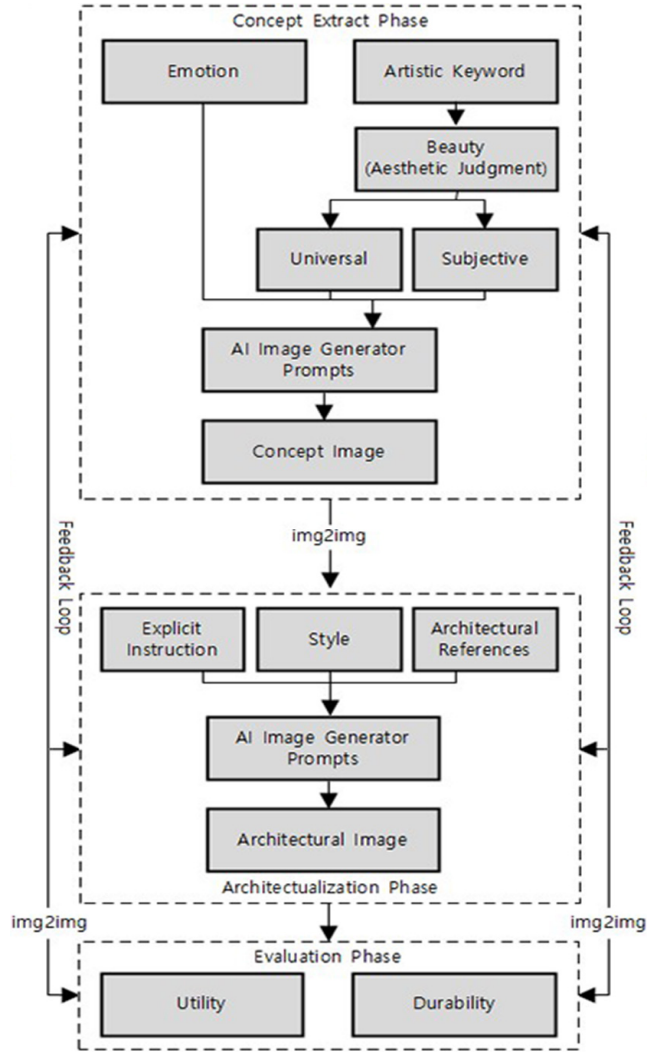 Concept Extract Phase
Emotion
Artistic Keyword
Beauty
(Aesthetic Judgment)
Universal
Subjective
AI Image Generator
Prompts
Concept Image
img2img
Feedback Loop
Feedback Loop
Explicit
Instruction
Style
Architectural
References
AI Image Generator
Prompts
Architectural Image
Architectualization Phase
img2img
img2img
Evaluation Phase
Utility
Durability